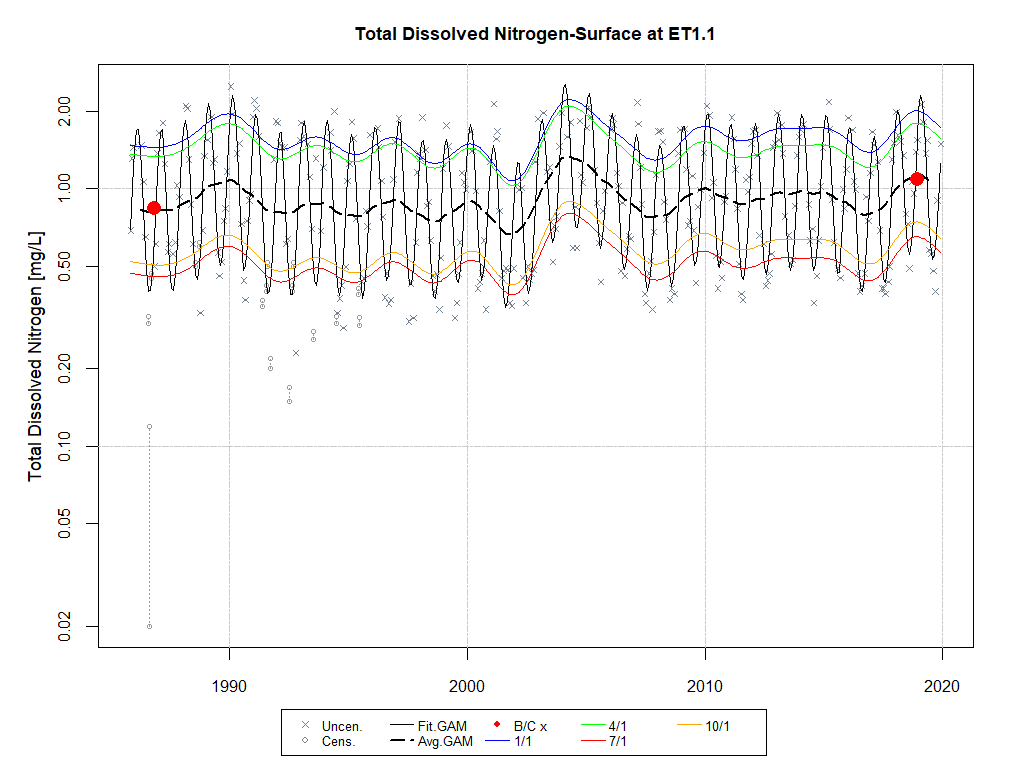 Total Dissolved Nitrogen-Surface at ET1.1
Total Dissolved Nitrogen [mg/L]
2.00
1.00
0.50
0.20
0.10
0.05
0.02
1990 2000 2010 2020
Uncen. Fit.GAM B/C x 4/1 10/1
Cens. Avg.GAM 1/1 7/1